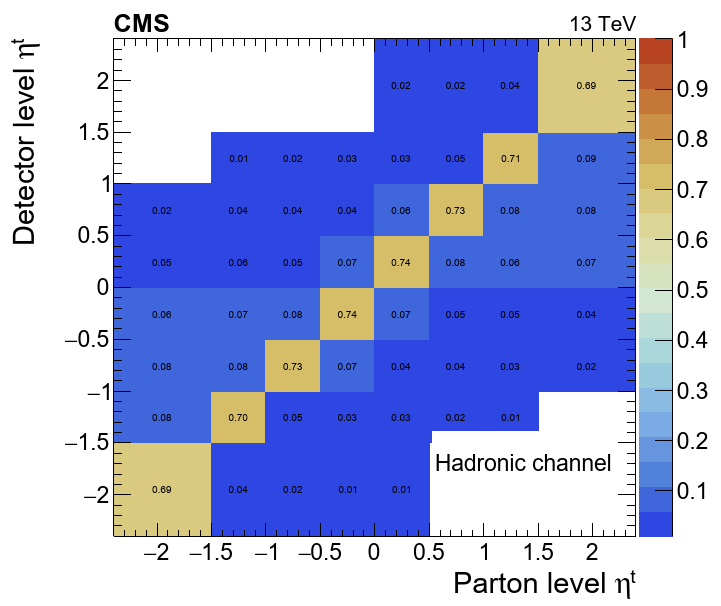 CMS 13 TeV
Detector level η^t
2
1.5
1
0.5
0
−0.5
−1
−1.5
−2
0.02 0.02 0.04 0.69
0.01 0.02 0.03 0.03 0.05 0.71 0.09
0.02 0.04 0.04 0.04 0.06 0.73 0.08 0.08
0.05 0.06 0.05 0.07 0.74 0.08 0.06 0.07
0.06 0.07 0.08 0.74 0.07 0.05 0.05 0.04
0.08 0.08 0.73 0.07 0.04 0.04 0.03 0.02
0.08 0.70 0.05 0.03 0.03 0.02 0.01
Hadronic channel
0.69 0.04 0.02 0.01 0.01
−2 −1.5 −1 −0.5 0 0.5 1 1.5 2
Parton level η^t
1
0.9
0.8
0.7
0.6
0.5
0.4
0.3
0.2
0.1